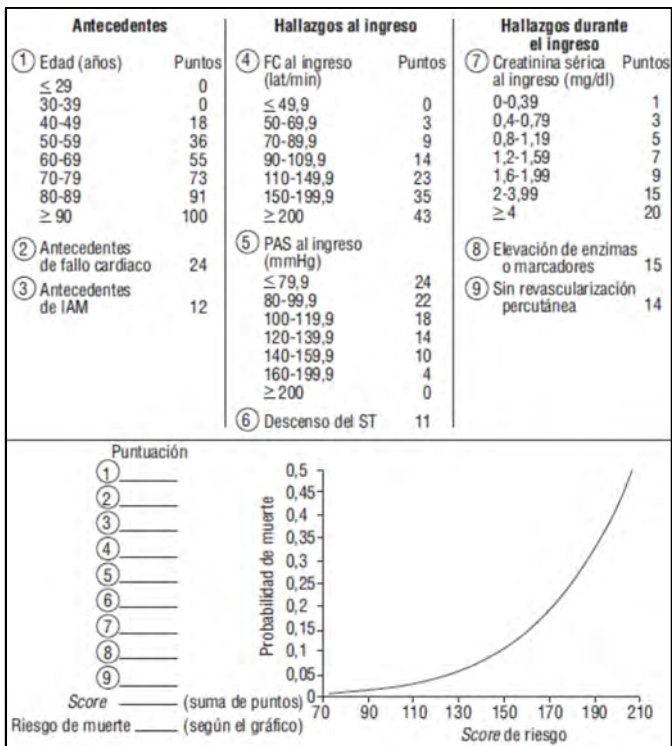 Antecedentes
① Edad (años) Puntos
≤ 29 0
30-39 0
40-49 18
50-59 36
60-69 55
70-79 73
80-89 91
≥ 90 100
② Antecedentes
de fallo cardiaco 24
③ Antecedentes
de IAM 12
Hallazgos al ingreso
④ FC al ingreso Puntos
(lat/min)
≤ 49,9 0
50-69,9 3
70-89,9 9
90-109,9 14
110-149,9 23
150-199,9 35
≥ 200 43
⑤ PAS al ingreso
(mmHg)
≤79,9 24
80-99,9 22
100-119,9 18
120-139,9 14
140-159,9 10
160-199,9 4
≥200 0
⑥ Descenso del ST 11
Hallazgos durante
el ingreso
⑦ Creatinina sérica Puntos
al ingreso (mg/dl)
0-0,39 1
0,4-0,79 3
0,8-1,19 5
1,2-1,59 7
1,6-1,99 9
2-3,99 15
≥4 20
⑧ Elevación de enzimas
o marcadores 15
⑨ Sin revascularización
percutánea 14
Puntuación
①
②
③
④
⑤
⑥
⑦
⑧
⑨
Score (suma de puntos)
Riesgo de muerte (según el gráfico)
Probabilidad de muerte
0,5
0,45
0,4
0,35
0,3
0,25
0,2
0,15
0,1
0,05
0
70 90 110 130 150 170 190 210
Score de riesgo